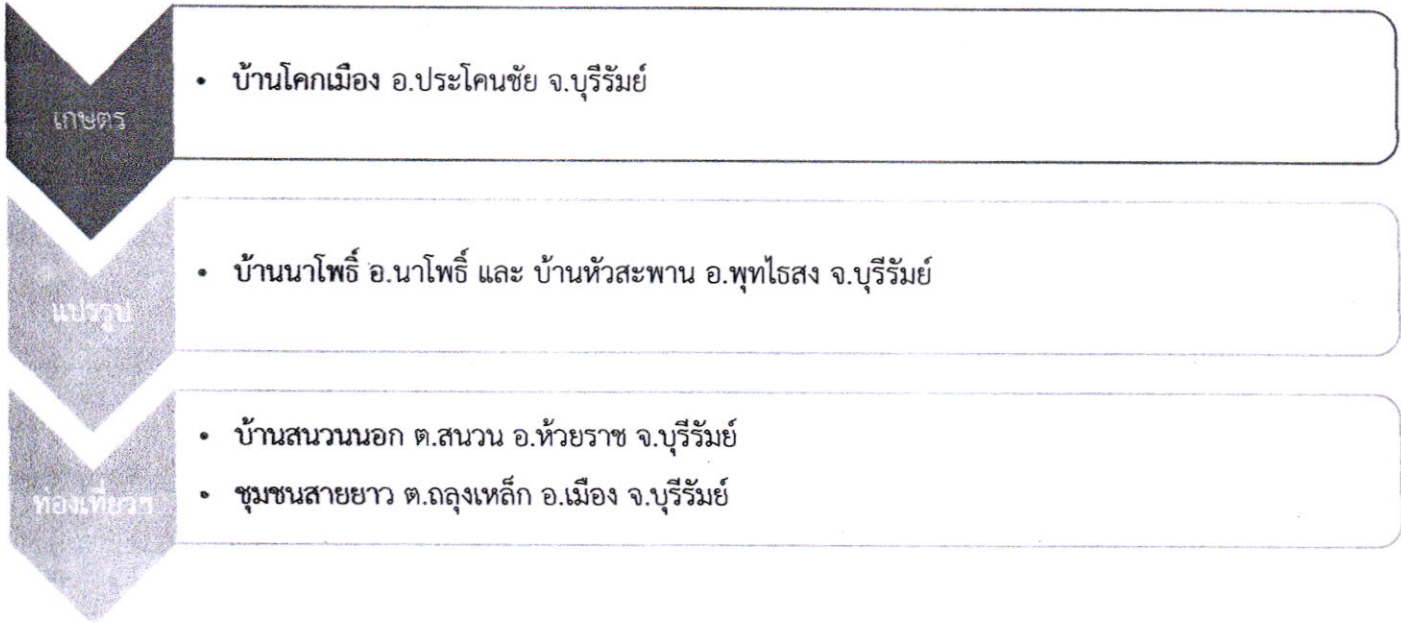 เกษตร
• บ้านโคกเมือง อ.ประโคนชัย จ.บุรีรัมย์
แปรรูป
• บ้านนาโพธิ์ อ.นาโพธิ์ และ บ้านหัวสะพาน อ.พุทไธสง จ.บุรีรัมย์
ท่องเที่ยวฯ
• บ้านสนวนนอก ต.สนวน อ.ห้วยราช จ.บุรีรัมย์
• ชุมชนสายยาว ต.ถลุงเหล็ก อ.เมือง จ.บุรีรัมย์